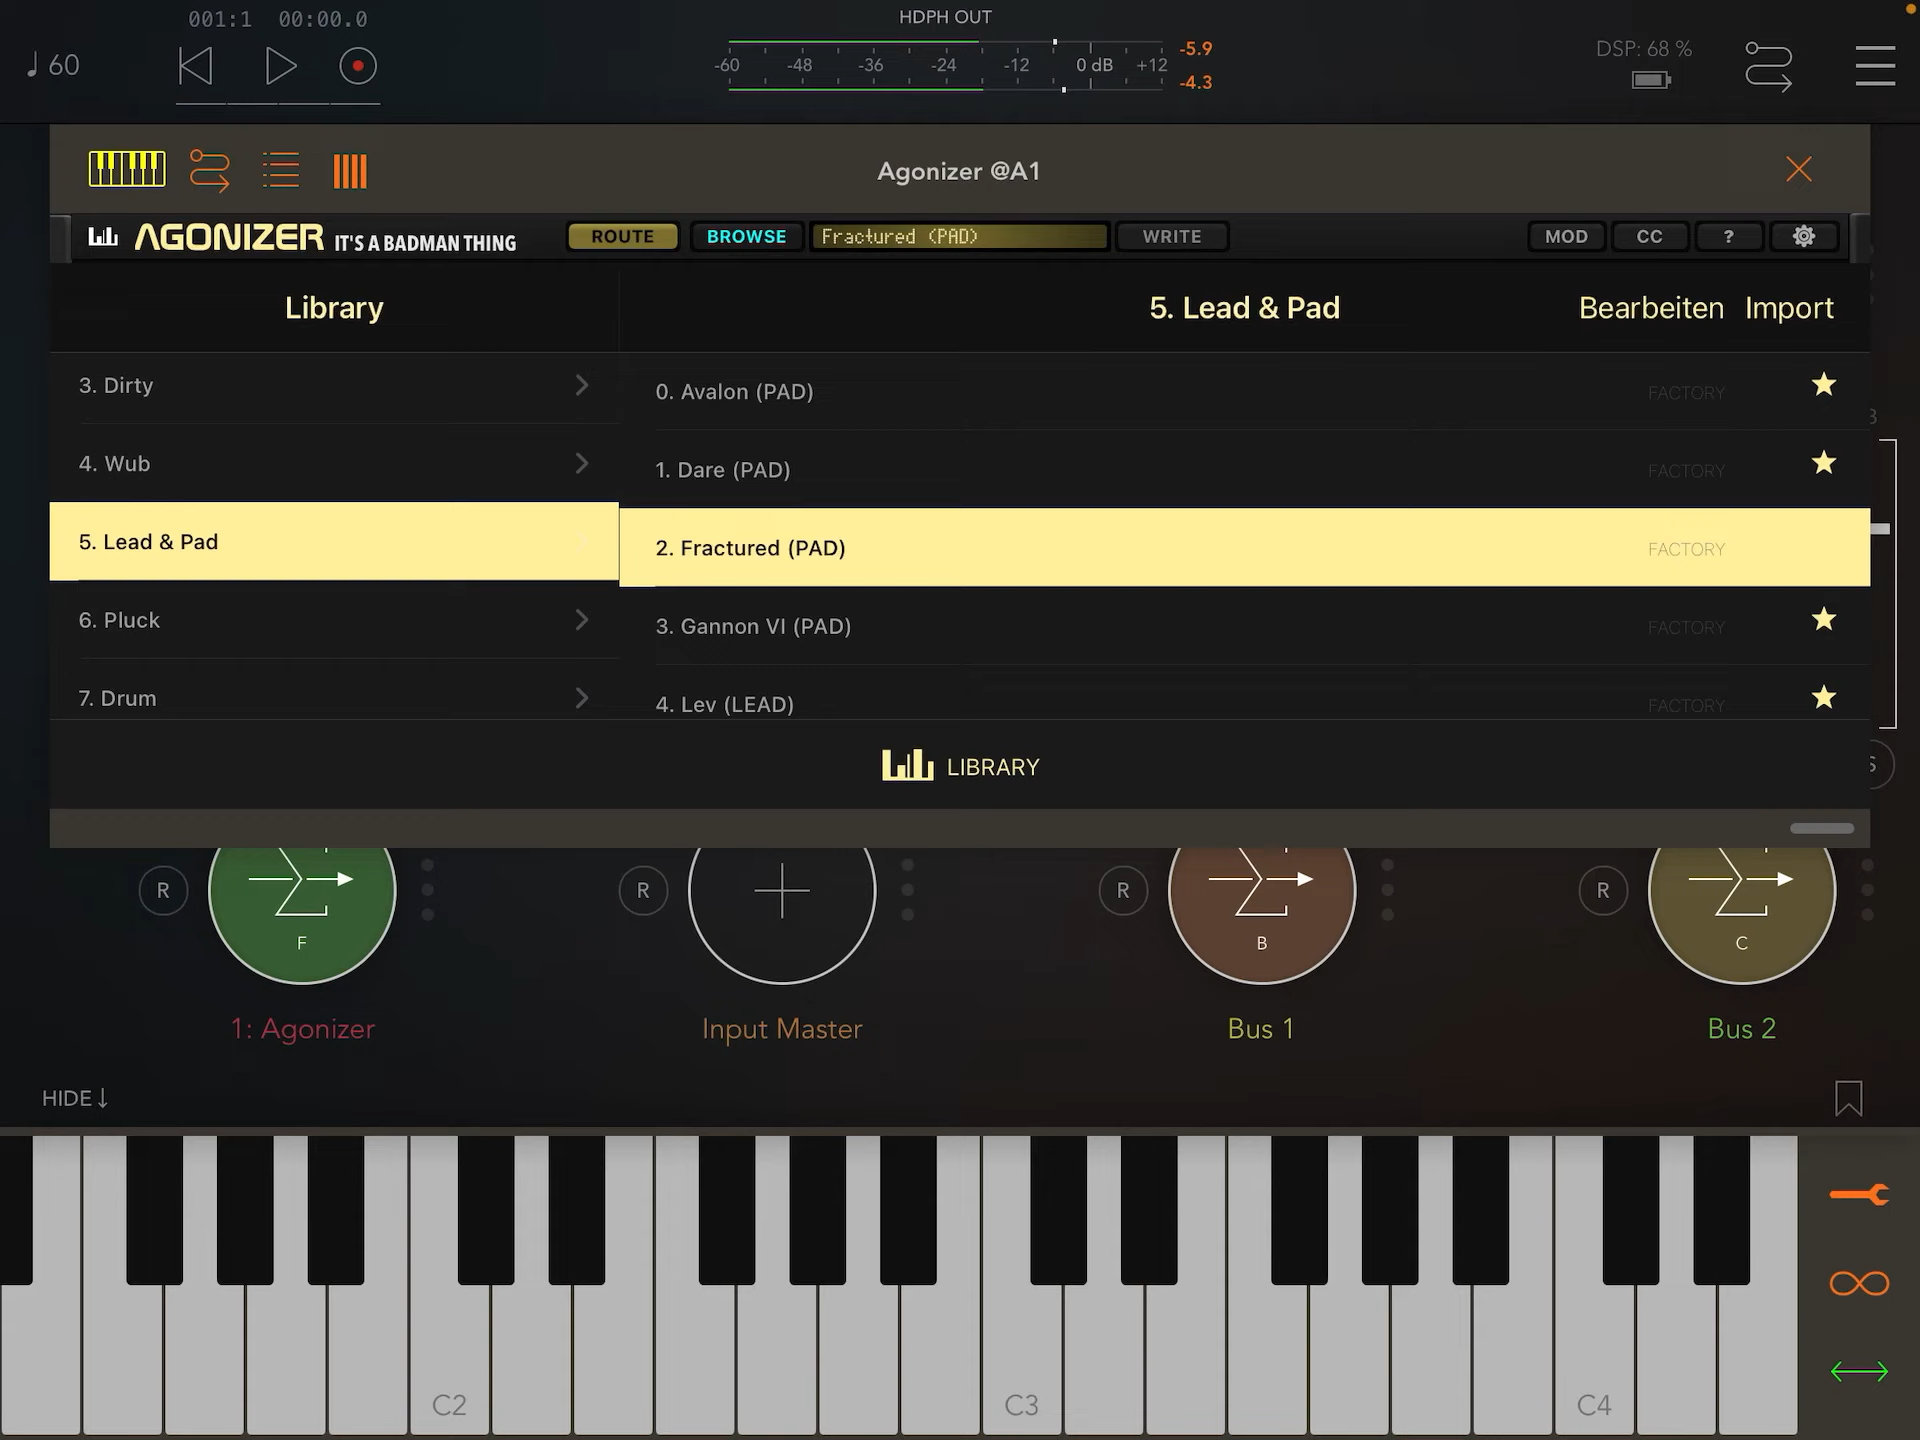 001:1 00:00.0
HDPH OUT
60
-60 -48 -36 -24 -12 0 dB +12
-5.9
-4.3
DSP: 68 %
Agonizer @A1
AGONIZER IT'S A BADMAN THING
ROUTE
BROWSE
Fractured (PAD)
WRITE
MOD
CC
?
Library
5. Lead & Pad
Bearbeiten Import
3. Dirty
4. Wub
5. Lead & Pad
6. Pluck
7. Drum
0. Avalon (PAD) FACTORY
1. Dare (PAD) FACTORY
2. Fractured (PAD) FACTORY
3. Gannon VI (PAD) FACTORY
4. Lev (LEAD) FACTORY
LIBRARY
R F R R B R C
1: Agonizer
Input Master
Bus 1
Bus 2
HIDE↓
C2 C3 C4